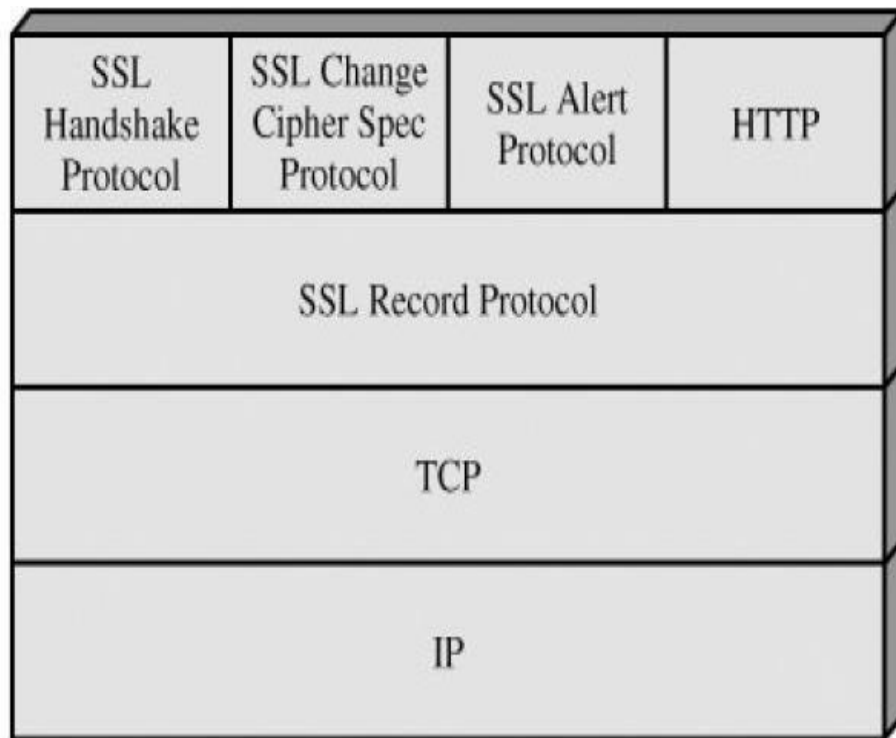 SSL
Handshake
Protocol
SSL Change
Cipher Spec
Protocol
SSL Alert
Protocol
HTTP
SSL Record Protocol
TCP
IP